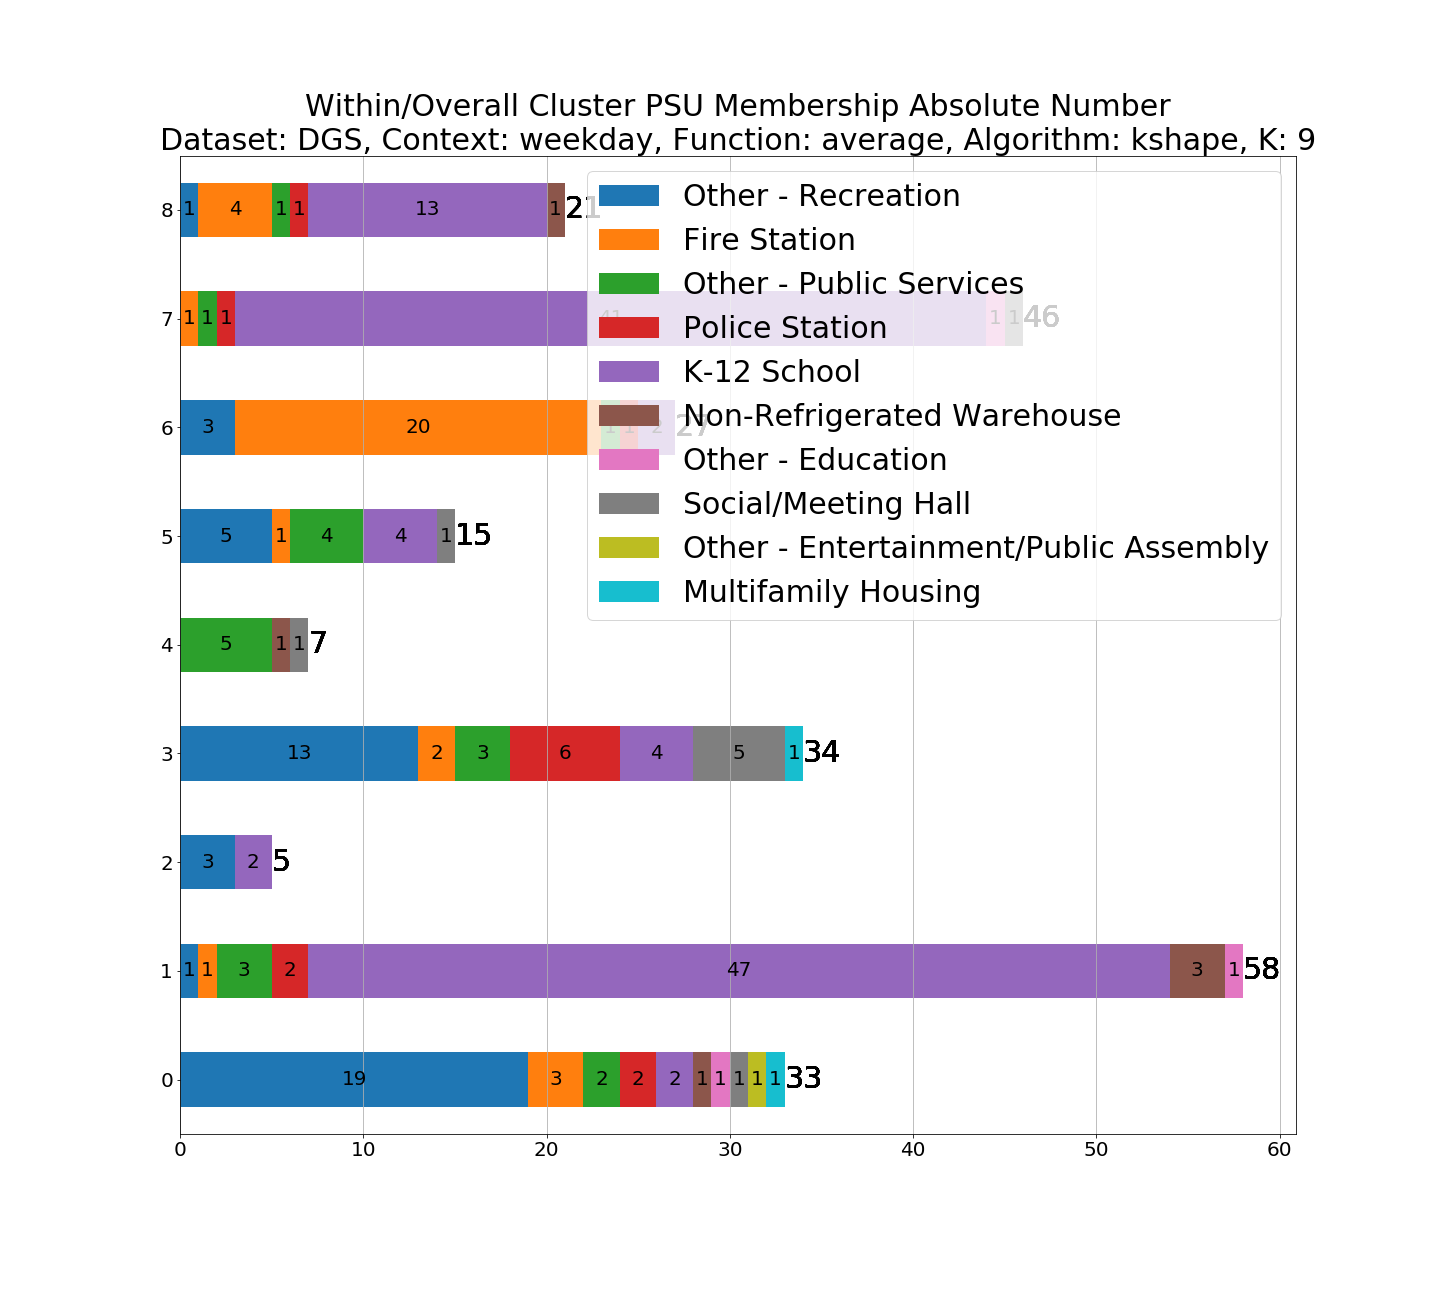 Within/Overall Cluster PSU Membership Absolute Number
Dataset: DGS, Context: weekday, Function: average, Algorithm: kshape, K: 9
Other - Recreation
Fire Station
Other - Public Services
Police Station
K-12 School
Non-Refrigerated Warehouse
Other - Education
Social/Meeting Hall
Other - Entertainment/Public Assembly
Multifamily Housing
8 1 4 1 1 13 1 21
7 1 1 1 41 1 1 46
6 3 20 1 1 2 27
5 5 1 4 4 1 15
4 5 1 1 7
3 13 2 3 6 4 5 1 34
2 3 2 5
1 1 1 3 2 47 3 1 58
0 19 3 2 2 2 1 1 1 1 1 33
0 10 20 30 40 50 60